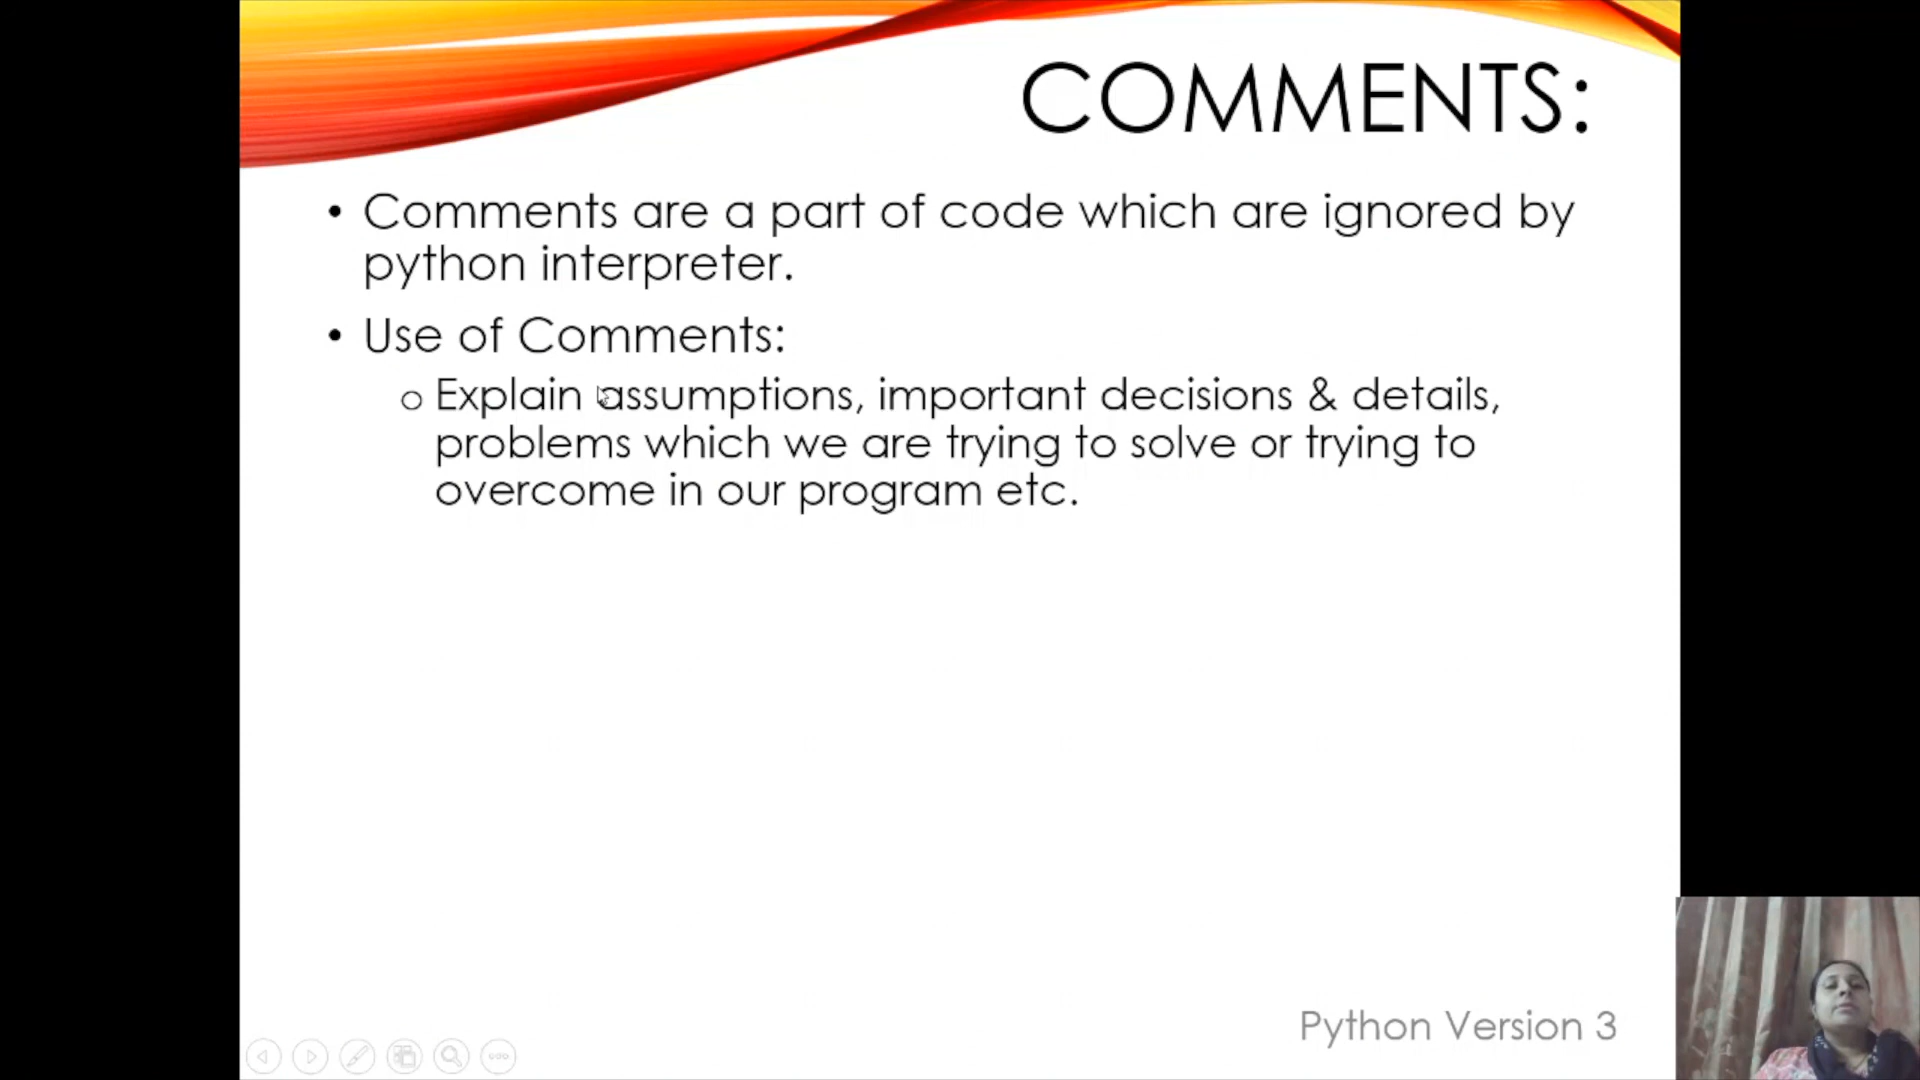 COMMENTS:
• Comments are a part of code which are ignored by
python interpreter.
• Use of Comments:
o Explain assumptions, important decisions & details,
problems which we are trying to solve or trying to
overcome in our program etc.
Python Version 3